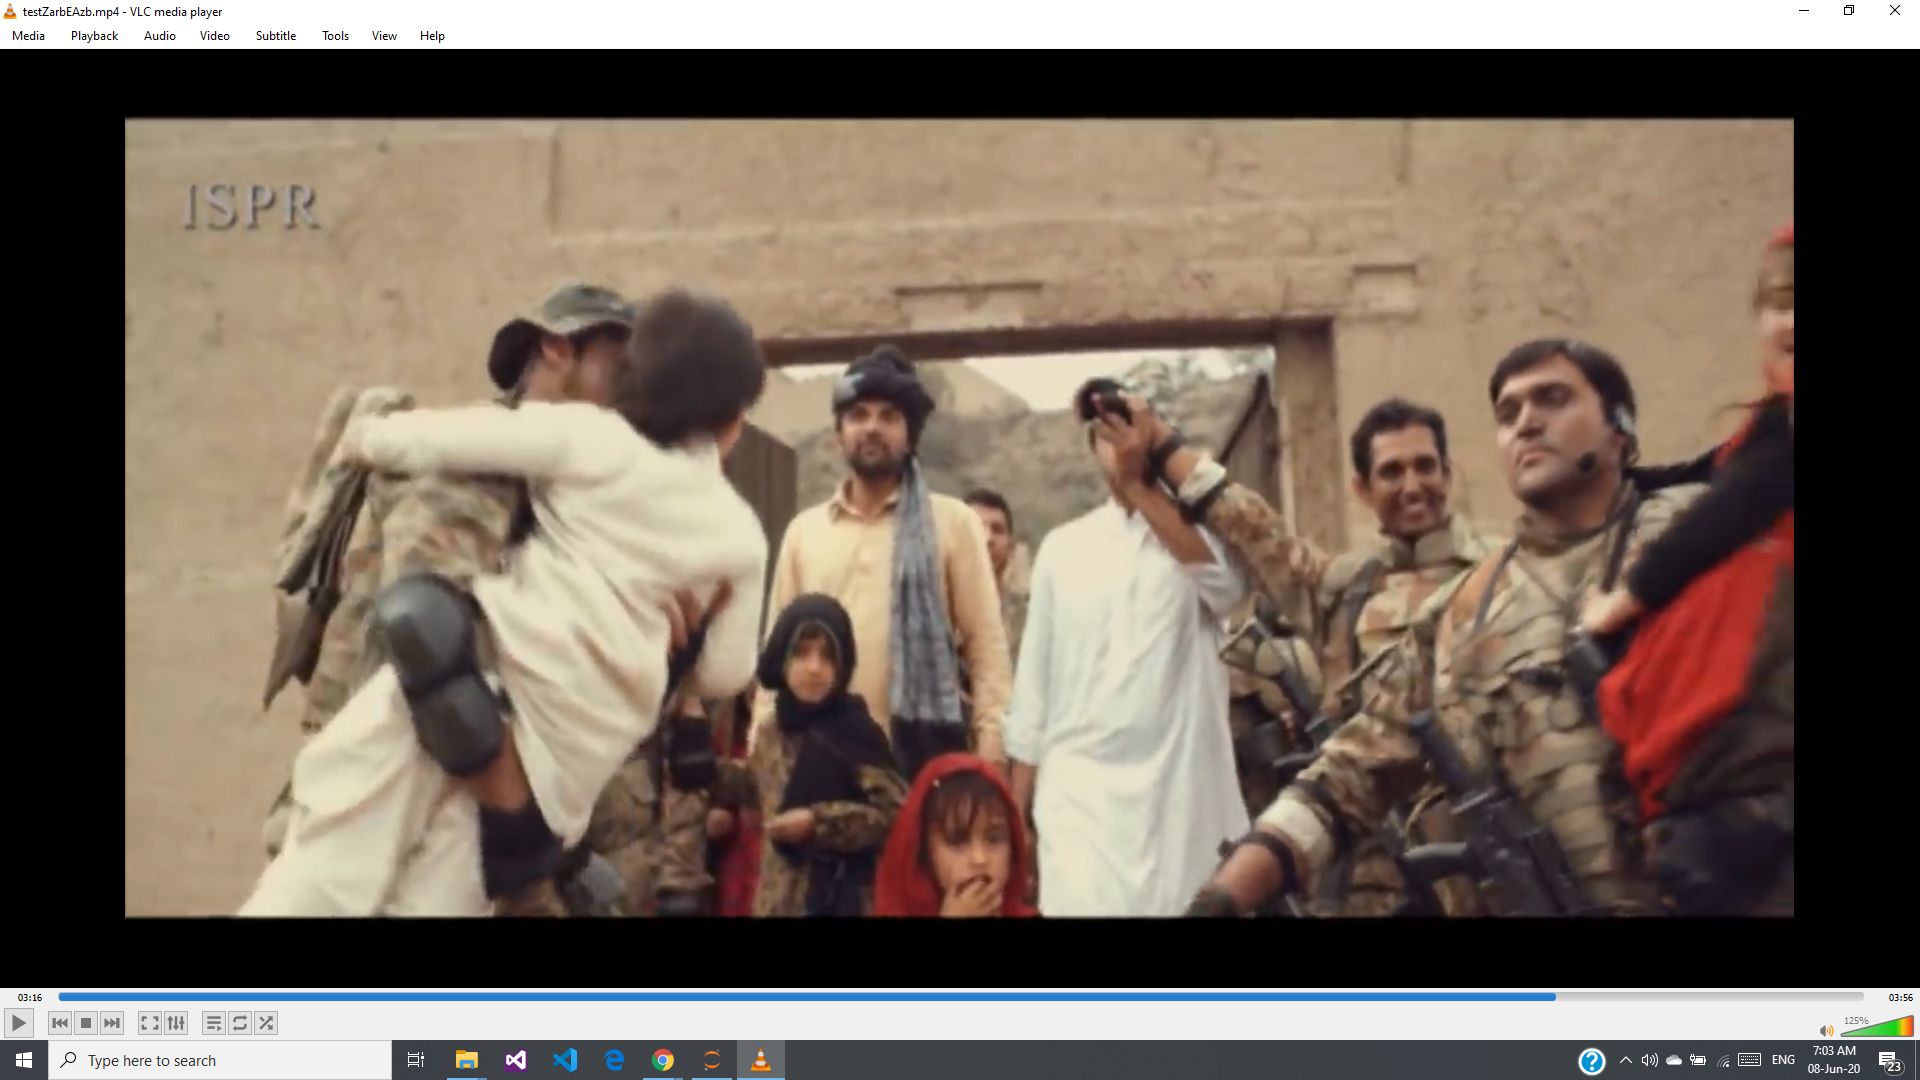 testZarbEAzb.mp4 - VLC media player
Media Playback Audio Video Subtitle Tools View Help
ISPR
03:16
03:56
125%
Type here to search
ENG
7:03 AM
08-Jun-20
23